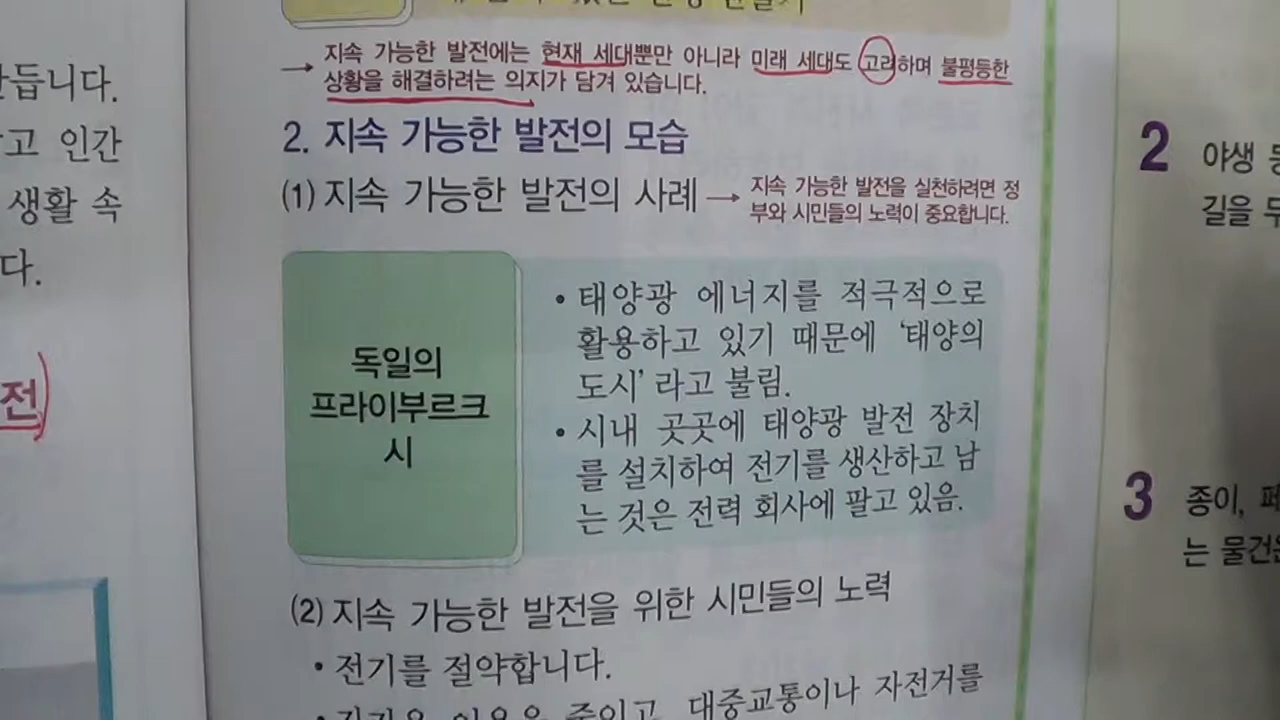 듭니다.
고 인간
생활 속
다.
전)
→ 지속 가능한 발전에는 현재 세대뿐만 아니라 미래 세대도 고려하며 불평등한
상황을 해결하려는 의지가 담겨 있습니다.
2. 지속 가능한 발전의 모습
(1) 지속 가능한 발전의 사례 → 지속 가능한 발전을 실천하려면 정
부와 시민들의 노력이 중요합니다.
독일의
프라이부르크
시
• 태양광 에너지를 적극적으로
활용하고 있기 때문에 ‘태양의
도시’ 라고 불림.
• 시내 곳곳에 태양광 발전 장치
를 설치하여 전기를 생산하고 남
는 것은 전력 회사에 팔고 있음.
(2) 지속 가능한 발전을 위한 시민들의 노력
• 전기를 절약합니다.
대중교통이나 자전거를
2 야생
길을
3 종이,
는 물건